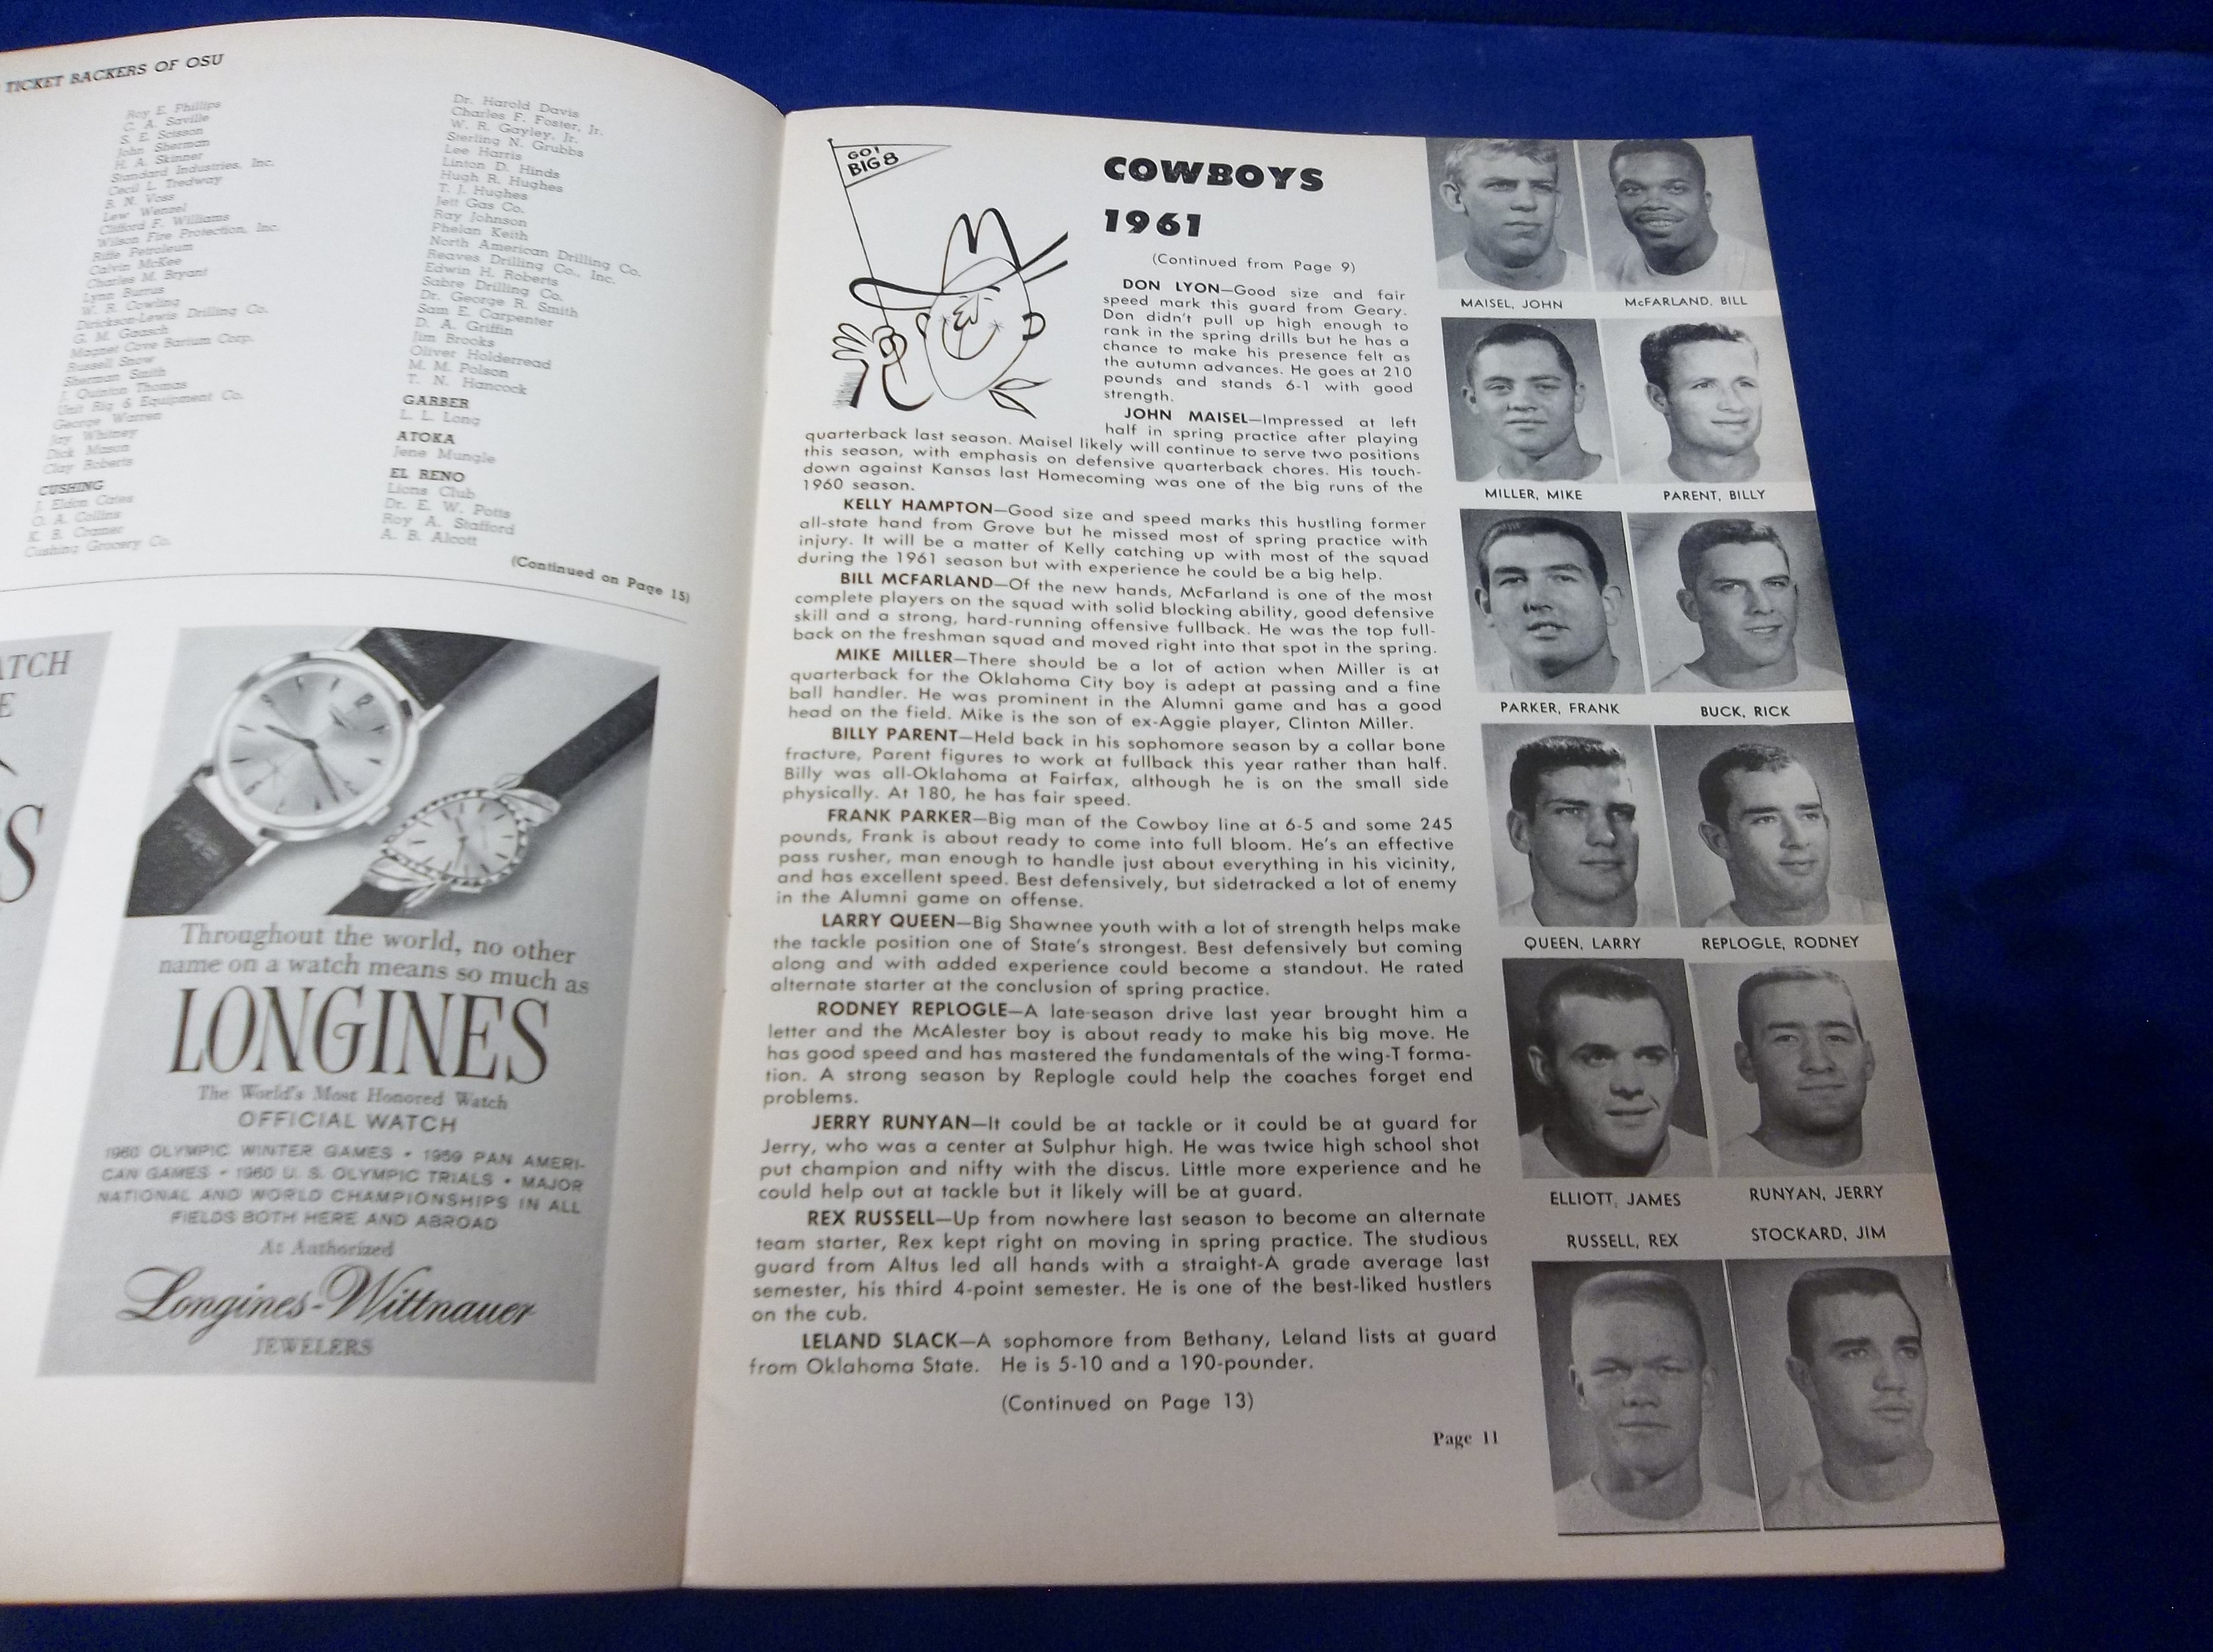 TICKET BACKERS OF OSU
Roy E. Phillips
C. A. Saville
S. E. Scisson
John Sherman
H. A. Skinner
Standard Industries, Inc.
Cecil L. Tredway
B. N. Voss
Lew Wenzel
Clifford F. Williams
Wilson Fire Protection, Inc.
Riffe Petroleum
Calvin McKee
Charles M. Bryant
Lynn Burrus
W. R. Cowling
Dirickson-Lewis Drilling Co.
G. M. Gaasch
Magnet Cove Barium Corp.
Russell Snow
Sherman Smith
J. Quinton Thomas
Unit Rig & Equipment Co.
George Warren
Jay Whitney
Dick Mason
Clay Roberts
CUSHING
J. Eldon Cates
O. A. Collins
K. B. Cramer
Cushing Grocery Co.
Dr. Harold Davis
Charles F. Foster, Jr.
W. R. Gayley, Jr.
Sterling N. Grubbs
Lee Harris
Linton D. Hinds
Hugh R. Hughes
T. J. Hughes
Jett Gas Co.
Ray Johnson
Phelan Keith
North American Drilling Co.
Reaves Drilling Co., Inc.
Edwin H. Roberts
Sabre Drilling Co.
Dr. George R. Smith
Sam E. Carpenter
D. A. Griffin
Jim Brooks
Oliver Holderread
M. M. Polson
T. N. Hancock
GARBER
L. L. Long
ATOKA
Jene Mungle
EL RENO
Lions Club
Dr. E. W. Potts
Roy A. Stafford
A. B. Alcott
(Continued on Page 15)
Throughout the world, no other
name on a watch means so much as
LONGINES
The World's Most Honored Watch
OFFICIAL WATCH
1960 OLYMPIC WINTER GAMES • 1959 PAN AMERI-
CAN GAMES • 1960 U. S. OLYMPIC TRIALS • MAJOR
NATIONAL AND WORLD CHAMPIONSHIPS IN ALL
FIELDS BOTH HERE AND ABROAD
At Authorized
Longines-Wittnauer
JEWELERS
GO!
BIG 8
COWBOYS
1961
(Continued from Page 9)
DON LYON—Good size and fair
speed mark this guard from Geary.
Don didn't pull up high enough to
rank in the spring drills but he has a
chance to make his presence felt as
the autumn advances. He goes at 210
pounds and stands 6-1 with good
strength.
JOHN MAISEL—Impressed at left
half in spring practice after playing
quarterback last season. Maisel likely will continue to serve two positions
this season, with emphasis on defensive quarterback chores. His touch-
down against Kansas last Homecoming was one of the big runs of the
1960 season.
KELLY HAMPTON—Good size and speed marks this hustling former
all-state hand from Grove but he missed most of spring practice with
injury. It will be a matter of Kelly catching up with most of the squad
during the 1961 season but with experience he could be a big help.
BILL MCFARLAND—Of the new hands, McFarland is one of the most
complete players on the squad with solid blocking ability, good defensive
skill and a strong, hard-running offensive fullback. He was the top full-
back on the freshman squad and moved right into that spot in the spring.
MIKE MILLER—There should be a lot of action when Miller is at
quarterback for the Oklahoma City boy is adept at passing and a fine
ball handler. He was prominent in the Alumni game and has a good
head on the field. Mike is the son of ex-Aggie player, Clinton Miller.
BILLY PARENT—Held back in his sophomore season by a collar bone
fracture, Parent figures to work at fullback this year rather than half.
Billy was all-Oklahoma at Fairfax, although he is on the small side
physically. At 180, he has fair speed.
FRANK PARKER—Big man of the Cowboy line at 6-5 and some 245
pounds, Frank is about ready to come into full bloom. He's an effective
pass rusher, man enough to handle just about everything in his vicinity,
and has excellent speed. Best defensively, but sidetracked a lot of enemy
in the Alumni game on offense.
LARRY QUEEN—Big Shawnee youth with a lot of strength helps make
the tackle position one of State's strongest. Best defensively but coming
along and with added experience could become a standout. He rated
alternate starter at the conclusion of spring practice.
RODNEY REPLOGLE—A late-season drive last year brought him a
letter and the McAlester boy is about ready to make his big move. He
has good speed and has mastered the fundamentals of the wing-T forma-
tion. A strong season by Replogle could help the coaches forget end
problems.
JERRY RUNYAN—It could be at tackle or it could be at guard for
Jerry, who was a center at Sulphur high. He was twice high school shot
put champion and nifty with the discus. Little more experience and he
could help out at tackle but it likely will be at guard.
REX RUSSELL—Up from nowhere last season to become an alternate
team starter, Rex kept right on moving in spring practice. The studious
guard from Altus led all hands with a straight-A grade average last
semester, his third 4-point semester. He is one of the best-liked hustlers
on the cub.
LELAND SLACK—A sophomore from Bethany, Leland lists at guard
from Oklahoma State. He is 5-10 and a 190-pounder.
(Continued on Page 13)
Page 11
MAISEL, JOHN
McFARLAND, BILL
MILLER, MIKE
PARENT, BILLY
PARKER, FRANK
BUCK, RICK
QUEEN, LARRY
REPLOGLE, RODNEY
ELLIOTT, JAMES
RUNYAN, JERRY
RUSSELL, REX
STOCKARD, JIM